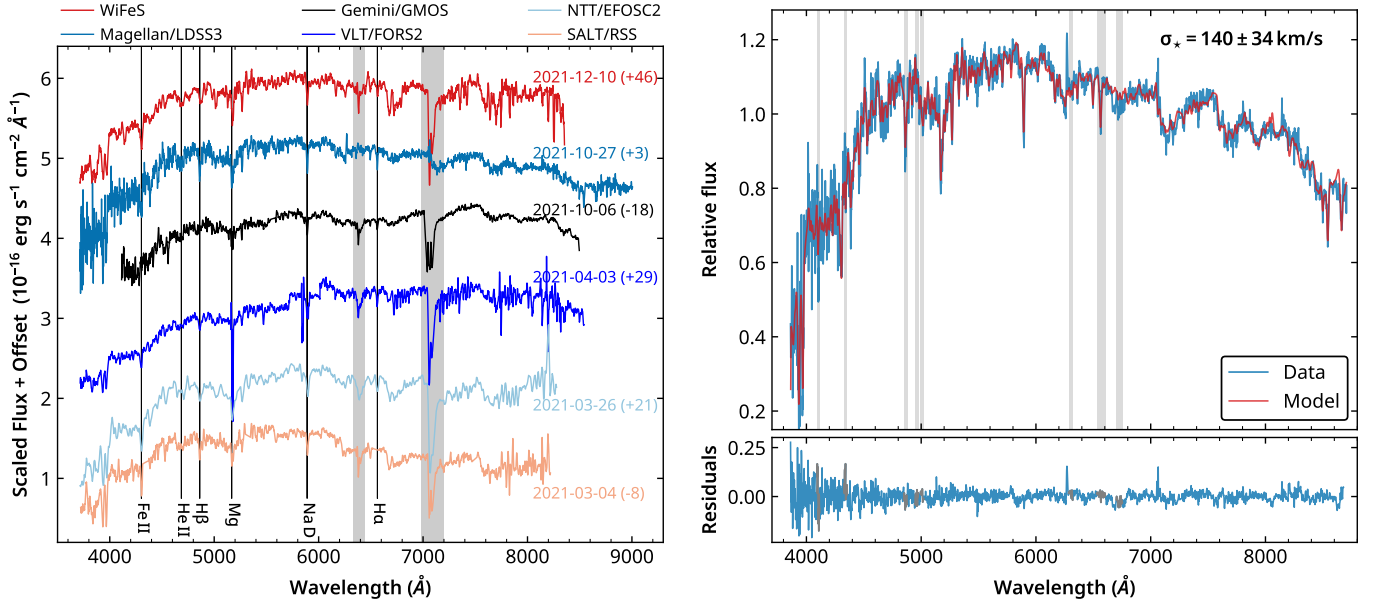 WiFeS
Magellan/LDSS3
Gemini/GMOS
VLT/FORS2
NTT/EFOSC2
SALT/RSS
Scaled Flux + Offset (10⁻¹⁶ erg s⁻¹ cm⁻² Å⁻¹)
6
5
4
3
2
1
2021-12-10 (+46)
2021-10-27 (+3)
2021-10-06 (-18)
2021-04-03 (+29)
2021-03-26 (+21)
2021-03-04 (-8)
Fe II
He II
Hβ
Mg
Na D
Hα
4000 5000 6000 7000 8000 9000
Wavelength (Å)
Relative flux
1.2
1.0
0.8
0.6
0.4
0.2
σ⋆ = 140 ± 34 km/s
Data
Model
Residuals
0.25
0.00
4000 5000 6000 7000 8000
Wavelength (Å)